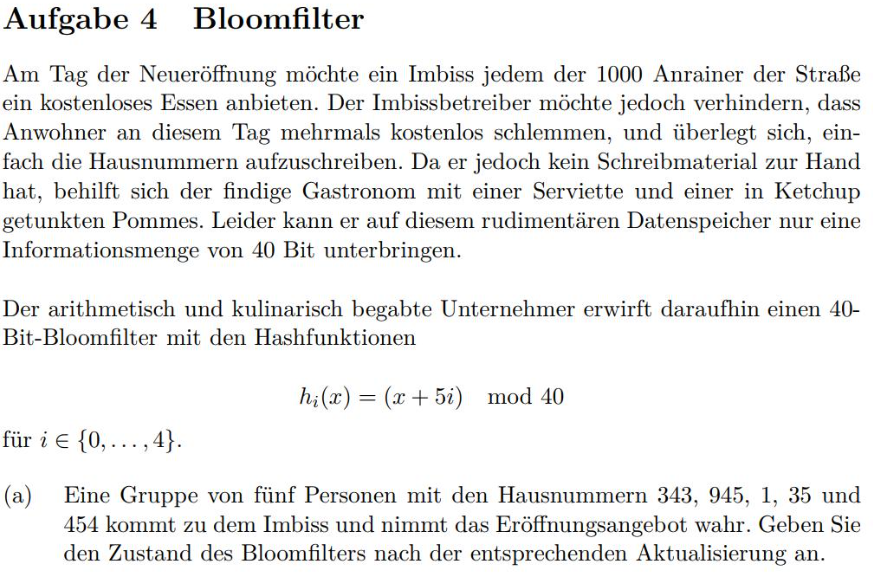 Aufgabe 4 Bloomfilter
Am Tag der Neueröffnung möchte ein Imbiss jedem der 1000 Anrainer der Straße
ein kostenloses Essen anbieten. Der Imbissbetreiber möchte jedoch verhindern, dass
Anwohner an diesem Tag mehrmals kostenlos schlemmen, und überlegt sich, ein-
fach die Hausnummern aufzuschreiben. Da er jedoch kein Schreibmaterial zur Hand
hat, behilft sich der findige Gastronom mit einer Serviette und einer in Ketchup
getunkten Pommes. Leider kann er auf diesem rudimentären Datenspeicher nur eine
Informationsmenge von 40 Bit unterbringen.
Der arithmetisch und kulinarisch begabte Unternehmer erwirft daraufhin einen 40-
Bit-Bloomfilter mit den Hashfunktionen
hᵢ(x) = (x + 5i) mod 40
für i ∈ {0, . . . , 4}.
(a) Eine Gruppe von fünf Personen mit den Hausnummern 343, 945, 1, 35 und
454 kommt zu dem Imbiss und nimmt das Eröffnungsangebot wahr. Geben Sie
den Zustand des Bloomfilters nach der entsprechenden Aktualisierung an.